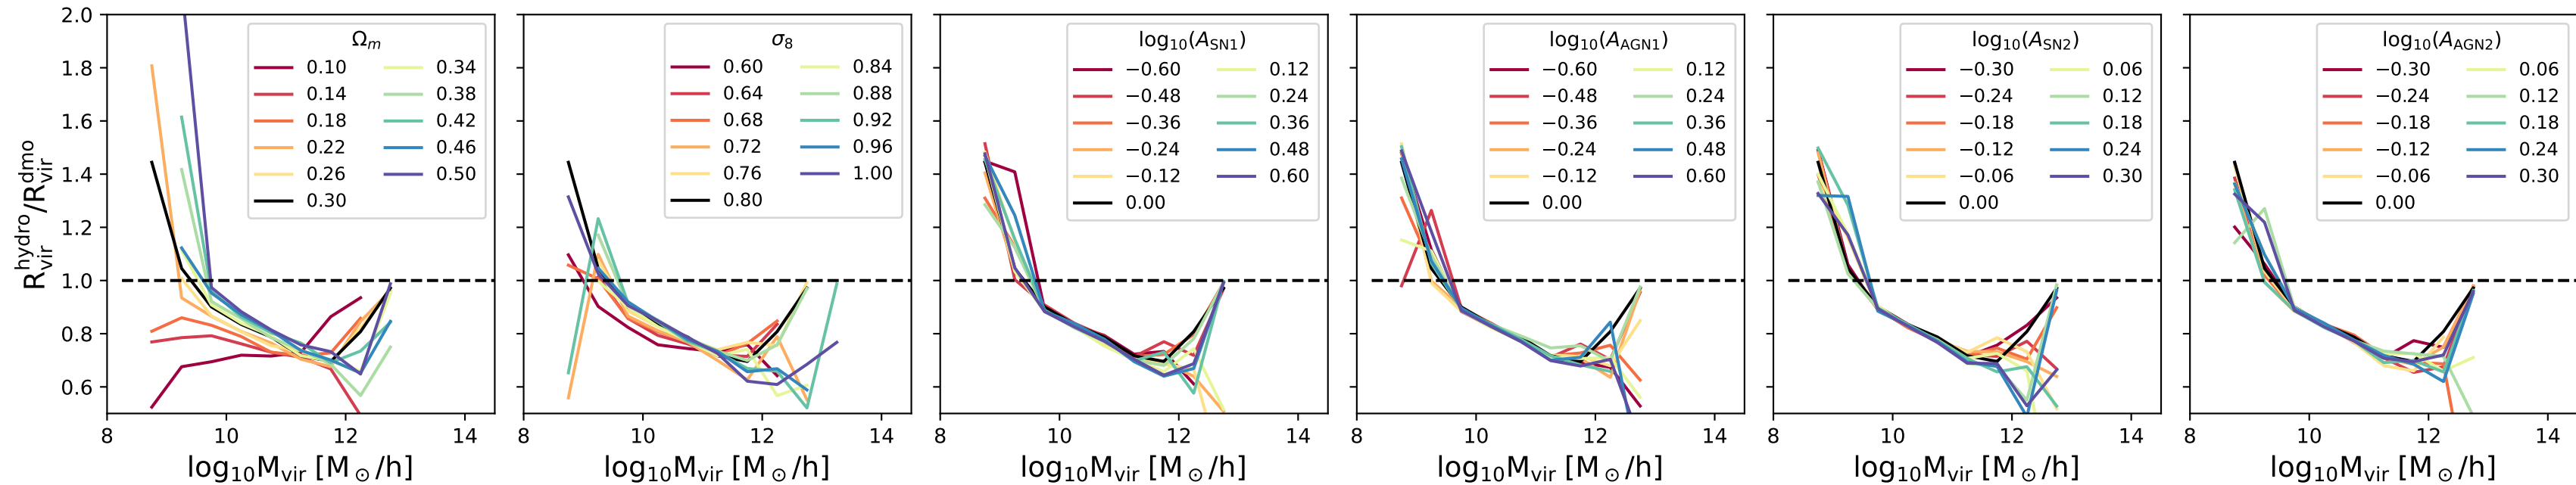 R_vir^hydro/R_vir^dmo
2.0
1.8
1.6
1.4
1.2
1.0
0.8
0.6
Ω_m
0.10 0.34
0.14 0.38
0.18 0.42
0.22 0.46
0.26 0.50
0.30
8 10 12 14
log₁₀M_vir [M_⊙/h]
σ_8
0.60 0.84
0.64 0.88
0.68 0.92
0.72 0.96
0.76 1.00
0.80
8 10 12 14
log₁₀M_vir [M_⊙/h]
log₁₀(A_SN1)
−0.60 0.12
−0.48 0.24
−0.36 0.36
−0.24 0.48
−0.12 0.60
0.00
8 10 12 14
log₁₀M_vir [M_⊙/h]
log₁₀(A_AGN1)
−0.60 0.12
−0.48 0.24
−0.36 0.36
−0.24 0.48
−0.12 0.60
0.00
8 10 12 14
log₁₀M_vir [M_⊙/h]
log₁₀(A_SN2)
−0.30 0.06
−0.24 0.12
−0.18 0.18
−0.12 0.24
−0.06 0.30
0.00
8 10 12 14
log₁₀M_vir [M_⊙/h]
log₁₀(A_AGN2)
−0.30 0.06
−0.24 0.12
−0.18 0.18
−0.12 0.24
−0.06 0.30
0.00
8 10 12 14
log₁₀M_vir [M_⊙/h]